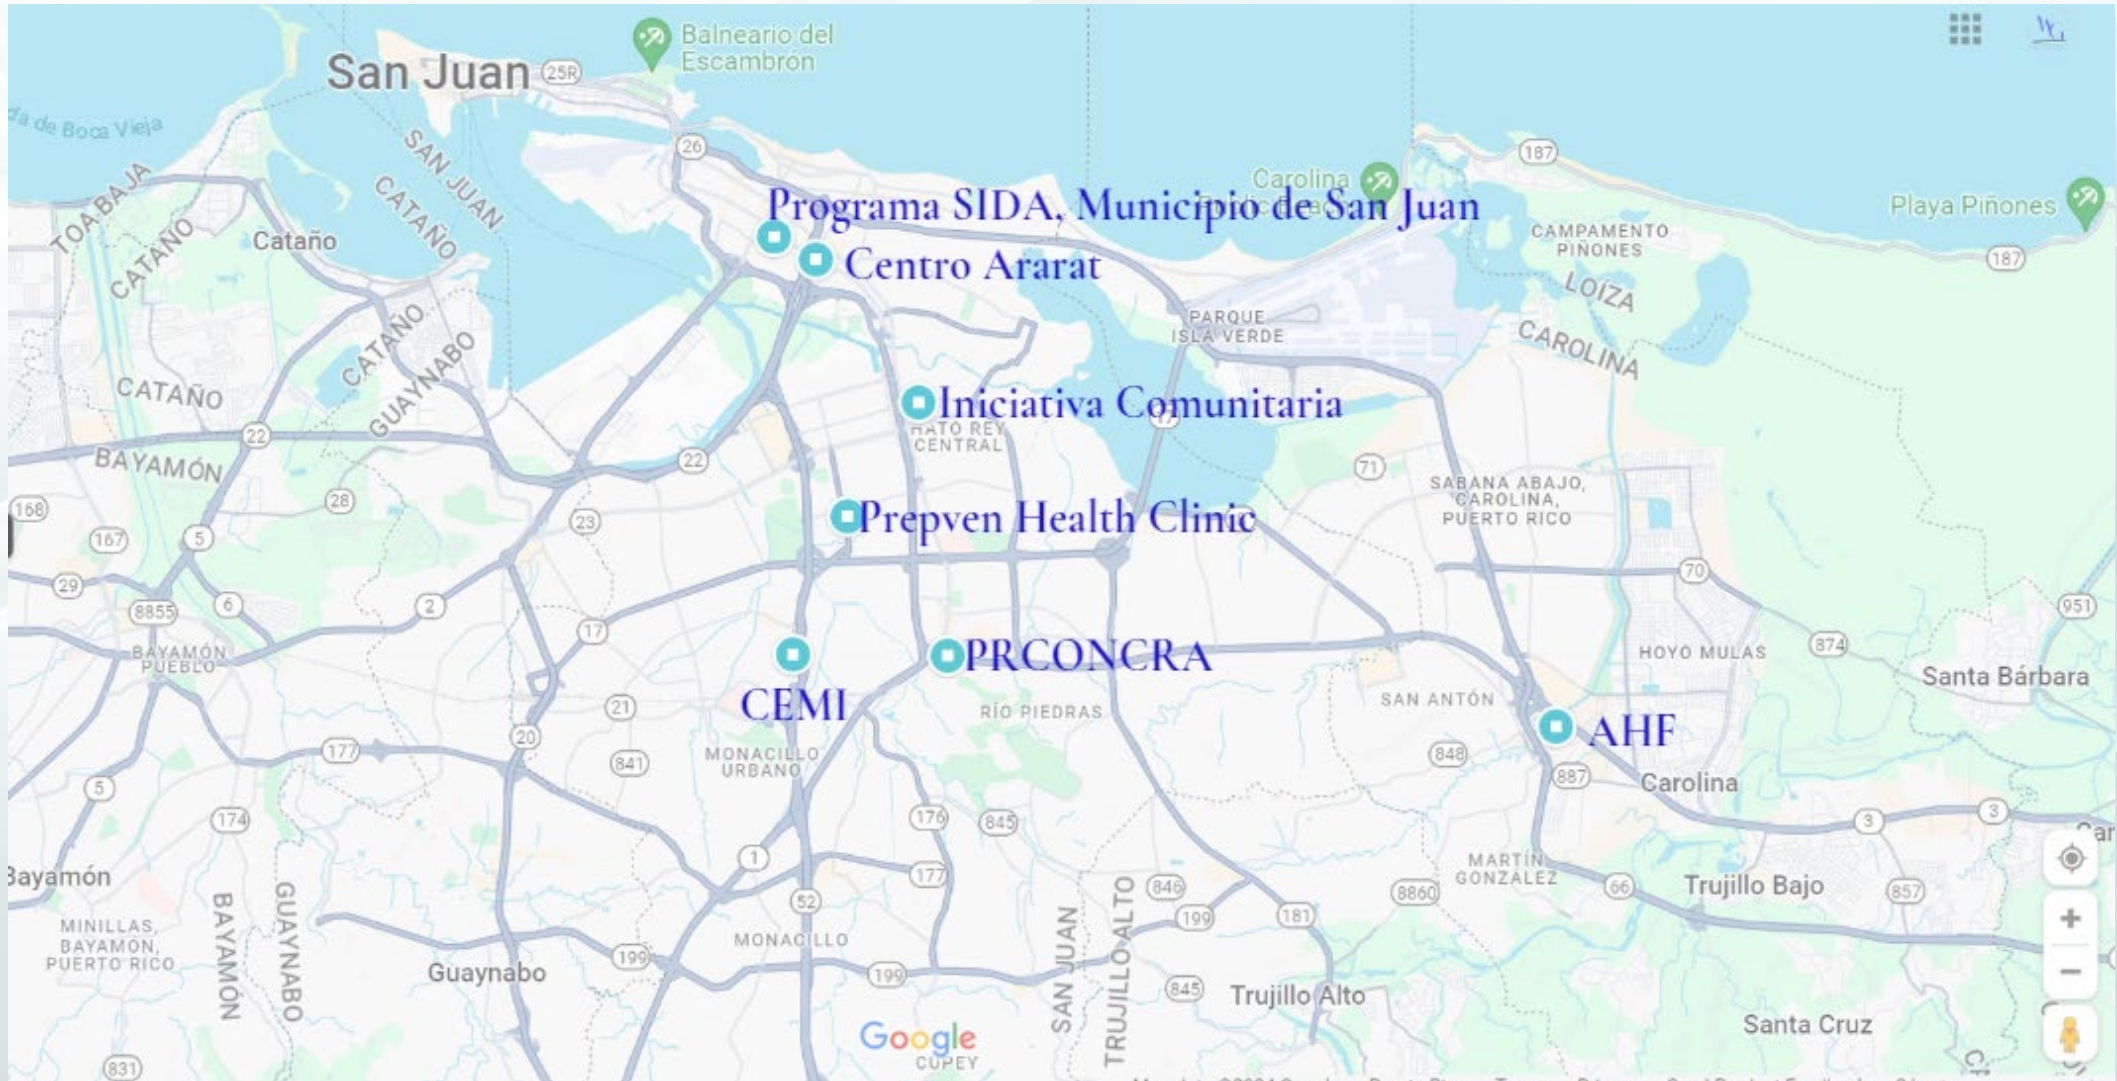 Balneario del
Escambrón
San Juan
25R
de Boca Vieja
SAN JUAN
CATAÑO
26
187
TOA BAJA
CATAÑO
Cataño
Carolina
Programa SIDA, Municipio de San Juan
Playa Piñones
Centro Ararat
CAMPAMENTO
PIÑONES
187
LOÍZA
CAROLINA
PARQUE
ISLA VERDE
CATAÑO
GUAYNABO
CATAÑO
Iniciativa Comunitaria
17
HATO REY
CENTRAL
22
BAYAMÓN
22
71
28
168
SABANA ABAJO,
CAROLINA,
PUERTO RICO
23
Prepven Health Clinic
167
5
29
6
8855
2
70
951
17
BAYAMÓN
PUEBLO
PRCONCRA
HOYO MULAS
874
Santa Bárbara
CEMI
21
RÍO PIEDRAS
SAN ANTÓN
AHF
20
177
841
MONACILLO
URBANO
848
887
Carolina
5
174
176
845
3
3
Car
1
177
MARTÍN
GONZÁLEZ
Bayamón
846
8860
66
Trujillo Bajo
857
52
BAYAMÓN
GUAYNABO
SAN JUAN
TRUJILLO ALTO
199
181
MINILLAS,
BAYAMÓN,
PUERTO RICO
MONACILLO
199
Guaynabo
199
845
Trujillo Alto
Santa Cruz
Google
CUPEY
831